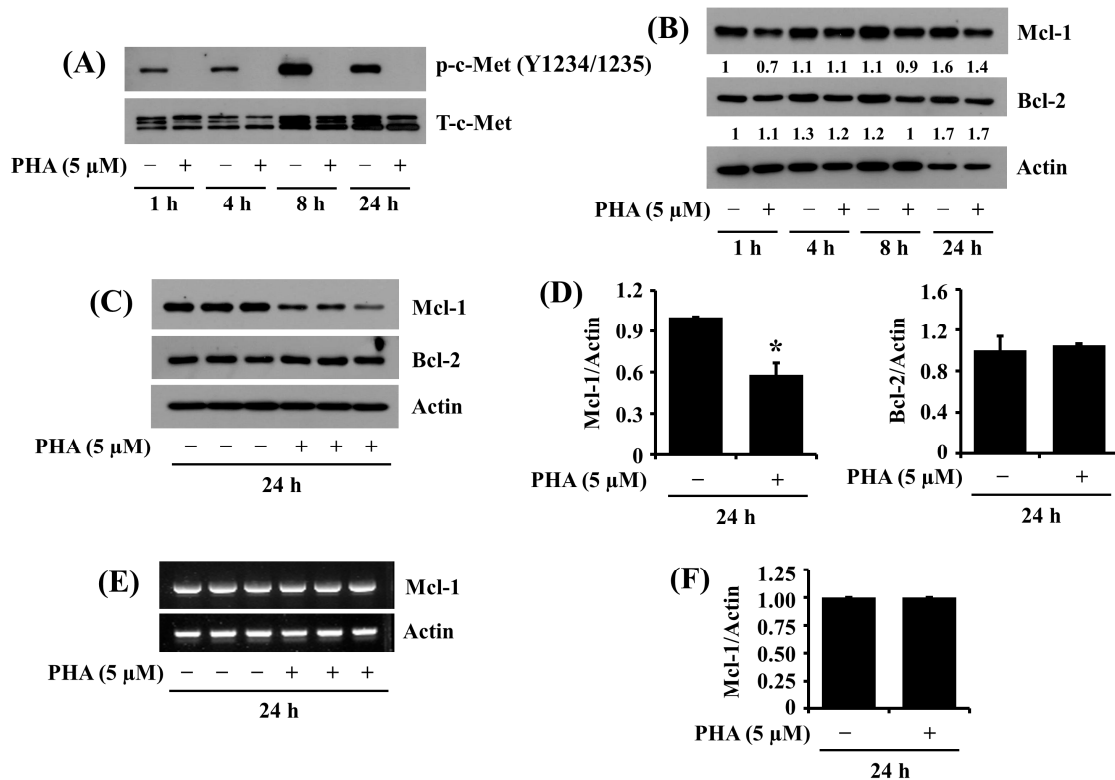 (A)
p-c-Met (Y1234/1235)
T-c-Met
PHA (5 µM) – + – + – + – +
1 h 4 h 8 h 24 h
(B)
Mcl-1
1 0.7 1.1 1.1 1.1 0.9 1.6 1.4
Bcl-2
1 1.1 1.3 1.2 1.2 1 1.7 1.7
Actin
PHA (5 µM) – + – + – + – +
1 h 4 h 8 h 24 h
(C)
Mcl-1
Bcl-2
Actin
PHA (5 µM) – – – + + +
24 h
(D)
Mcl-1/Actin
1.2
0.9
0.6
0.3
0
*
PHA (5 µM) – +
24 h
Bcl-2/Actin
1.6
1.2
0.8
0.4
0
PHA (5 µM) – +
24 h
(E)
Mcl-1
Actin
PHA (5 µM) – – – + + +
24 h
(F)
Mcl-1/Actin
1.25
1.00
0.75
0.50
0.25
0
PHA (5 µM) – +
24 h